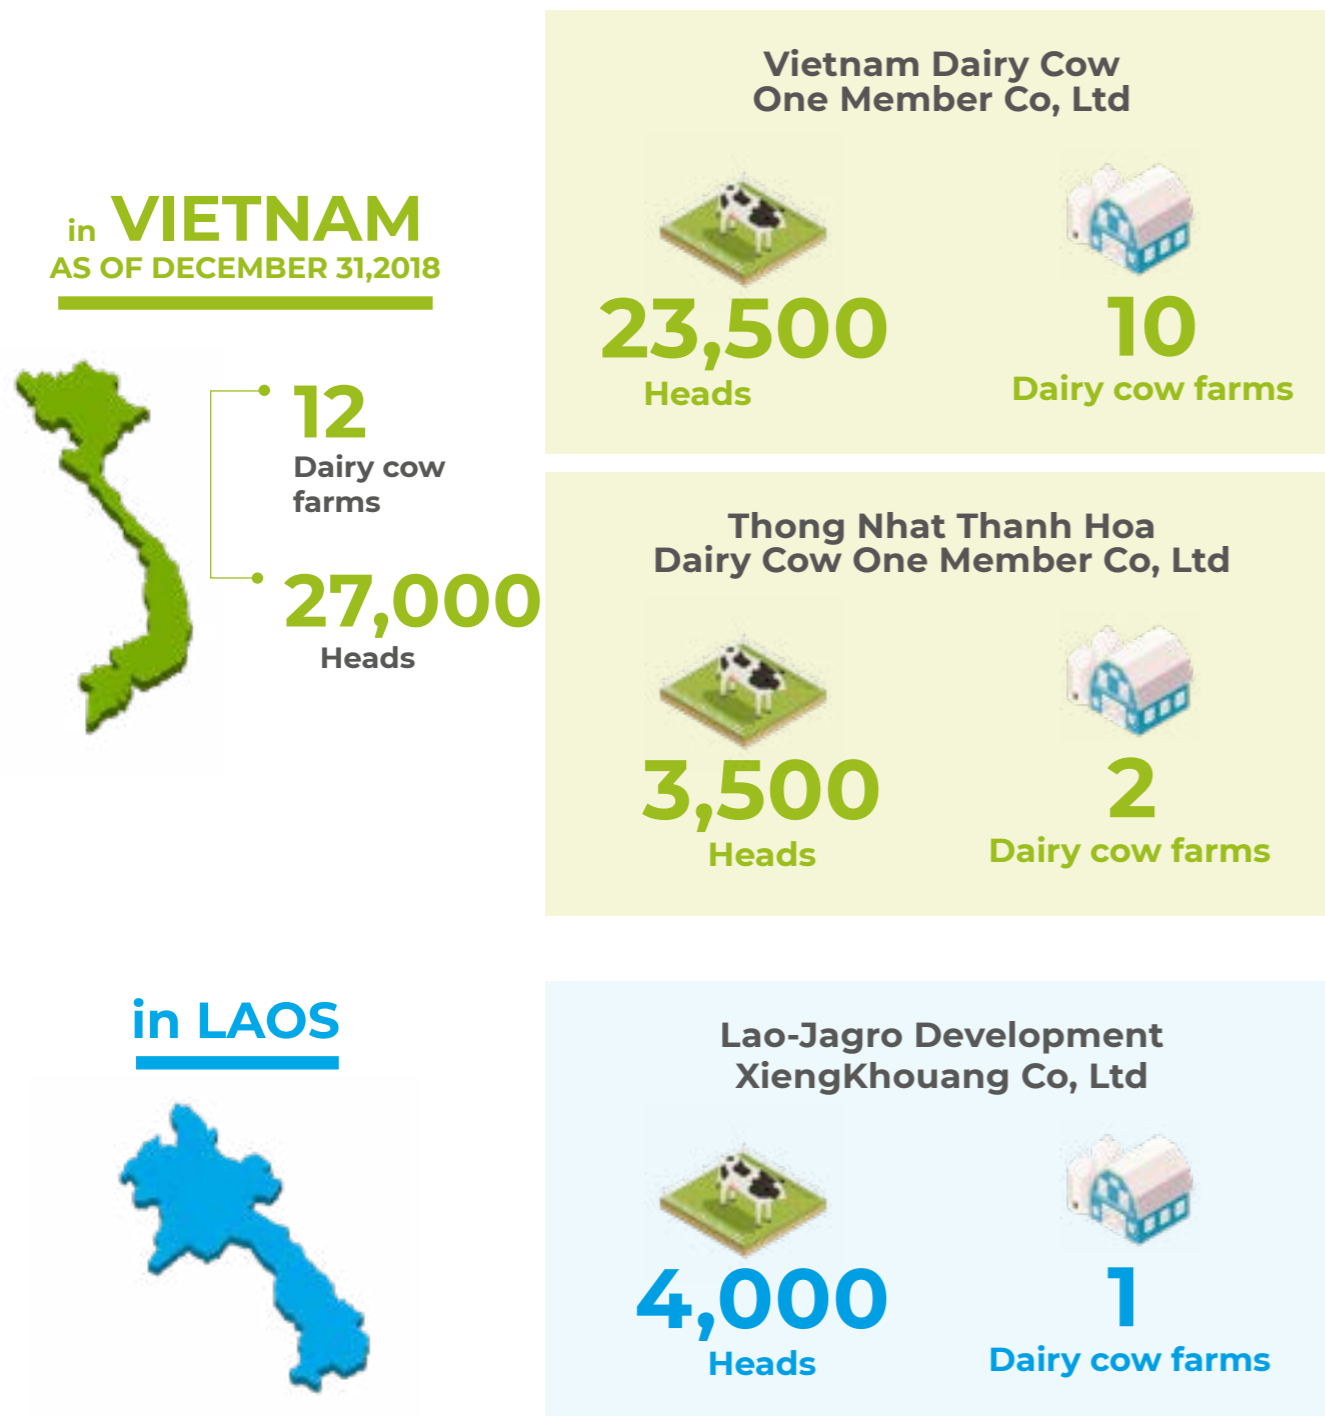 in VIETNAM
AS OF DECEMBER 31,2018
12
Dairy cow
farms
27,000
Heads
Vietnam Dairy Cow
One Member Co, Ltd
23,500
Heads
10
Dairy cow farms
Thong Nhat Thanh Hoa
Dairy Cow One Member Co, Ltd
3,500
Heads
2
Dairy cow farms
in LAOS
Lao-Jagro Development
XiengKhouang Co, Ltd
4,000
Heads
1
Dairy cow farms